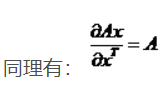 同理有： ∂Ax/∂x^T = A